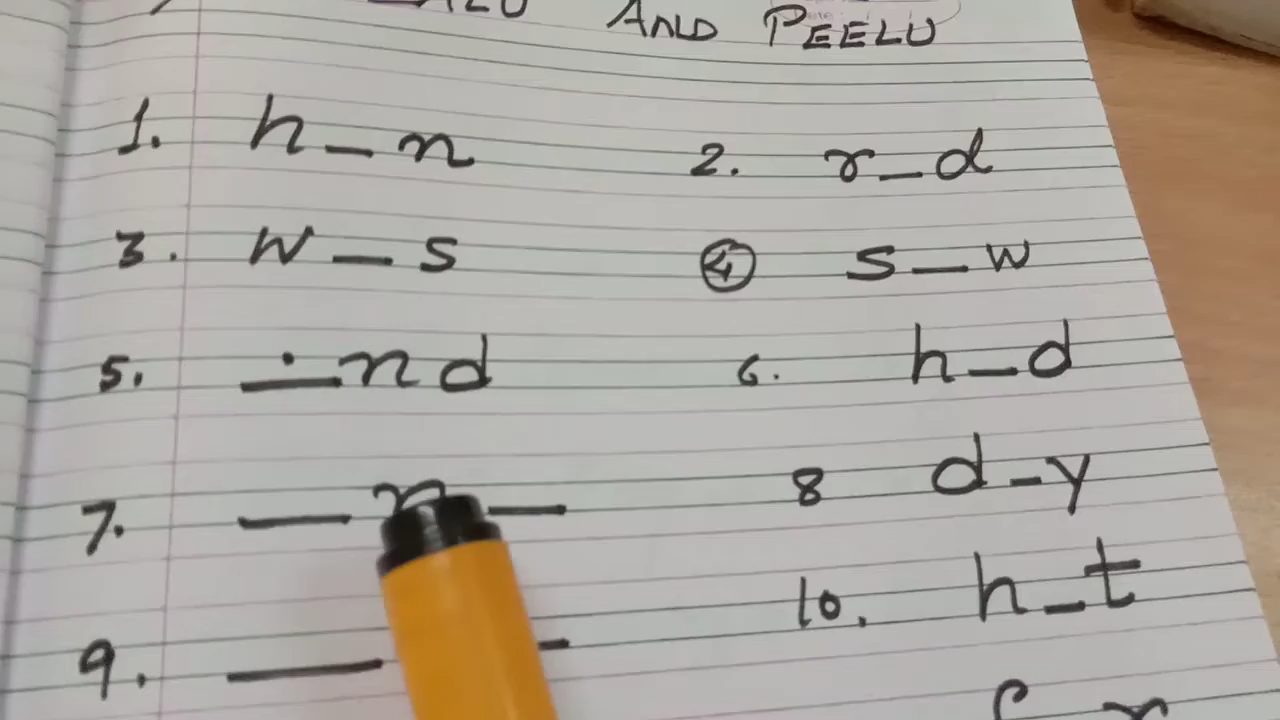 AND PEELU
1. h_n 2. r_d
3. w_s 4 s_w
5. _nd 6. h_d
7. _n_ 8 d-y
9. _ _ 10. h_t